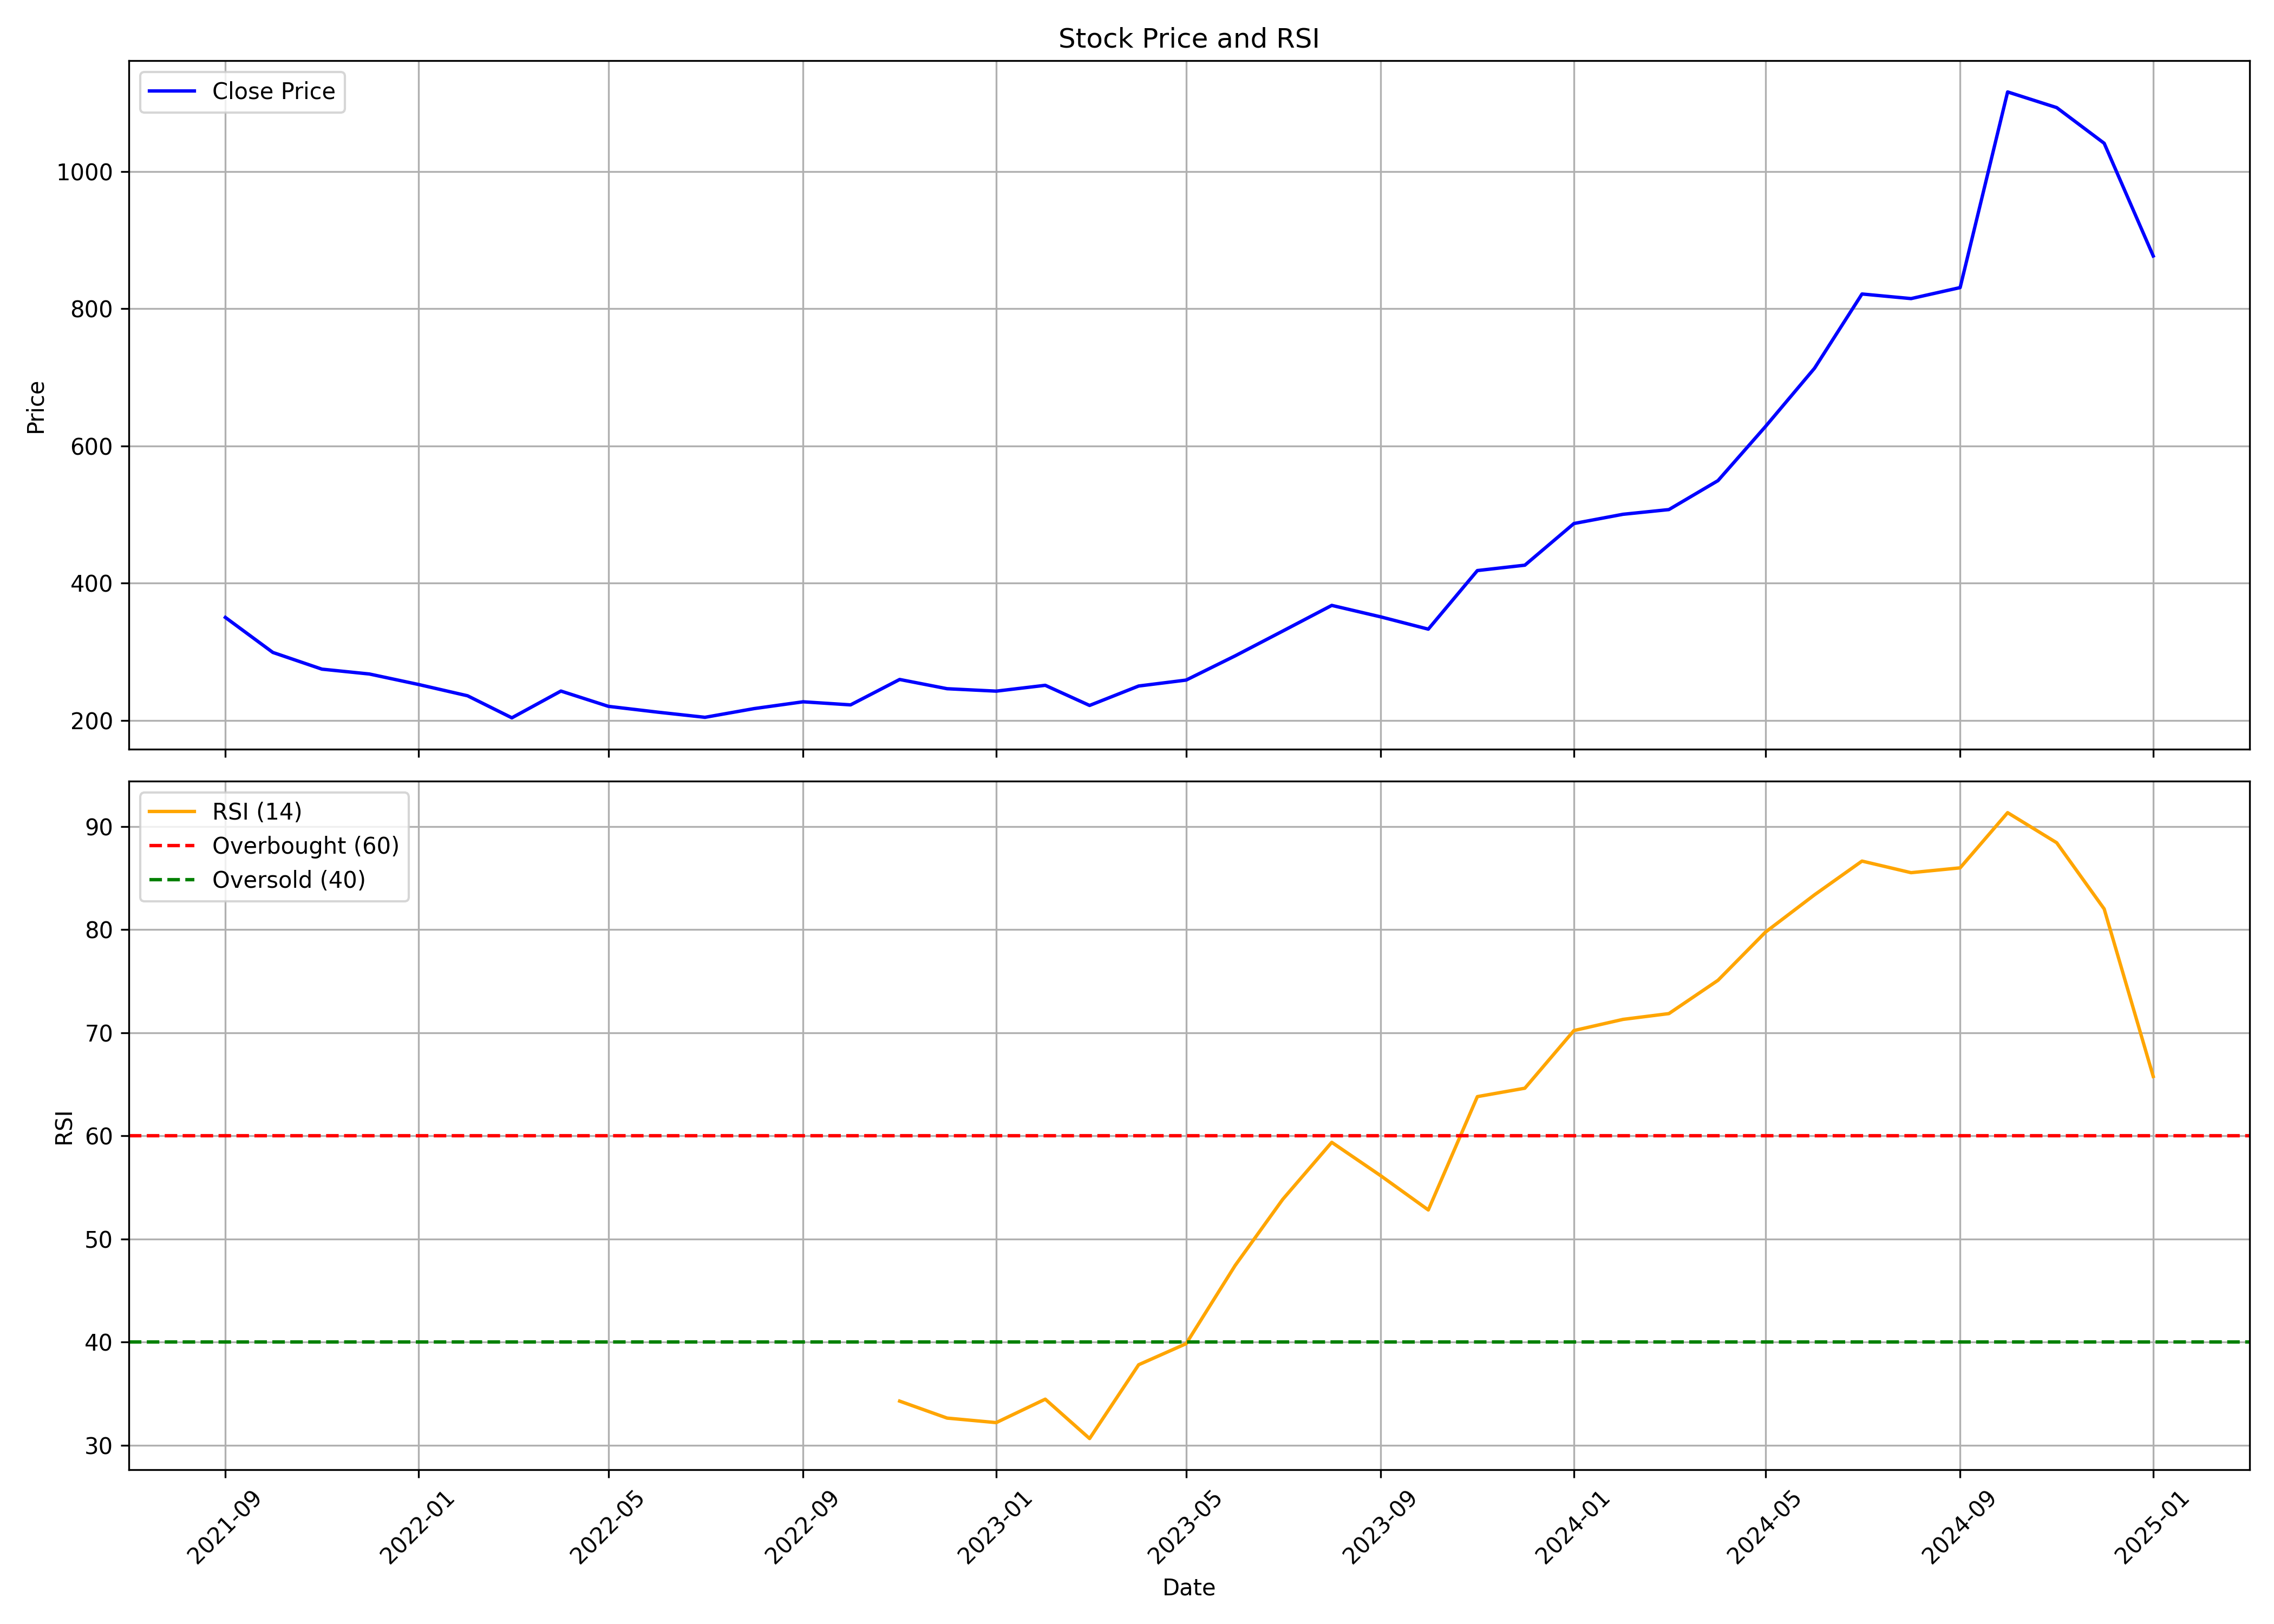 Stock Price and RSI
Close Price
Price
1000
800
600
400
200
RSI (14)
Overbought (60)
Oversold (40)
RSI
90
80
70
60
50
40
30
2021-09
2022-01
2022-05
2022-09
2023-01
2023-05
2023-09
2024-01
2024-05
2024-09
2025-01
Date